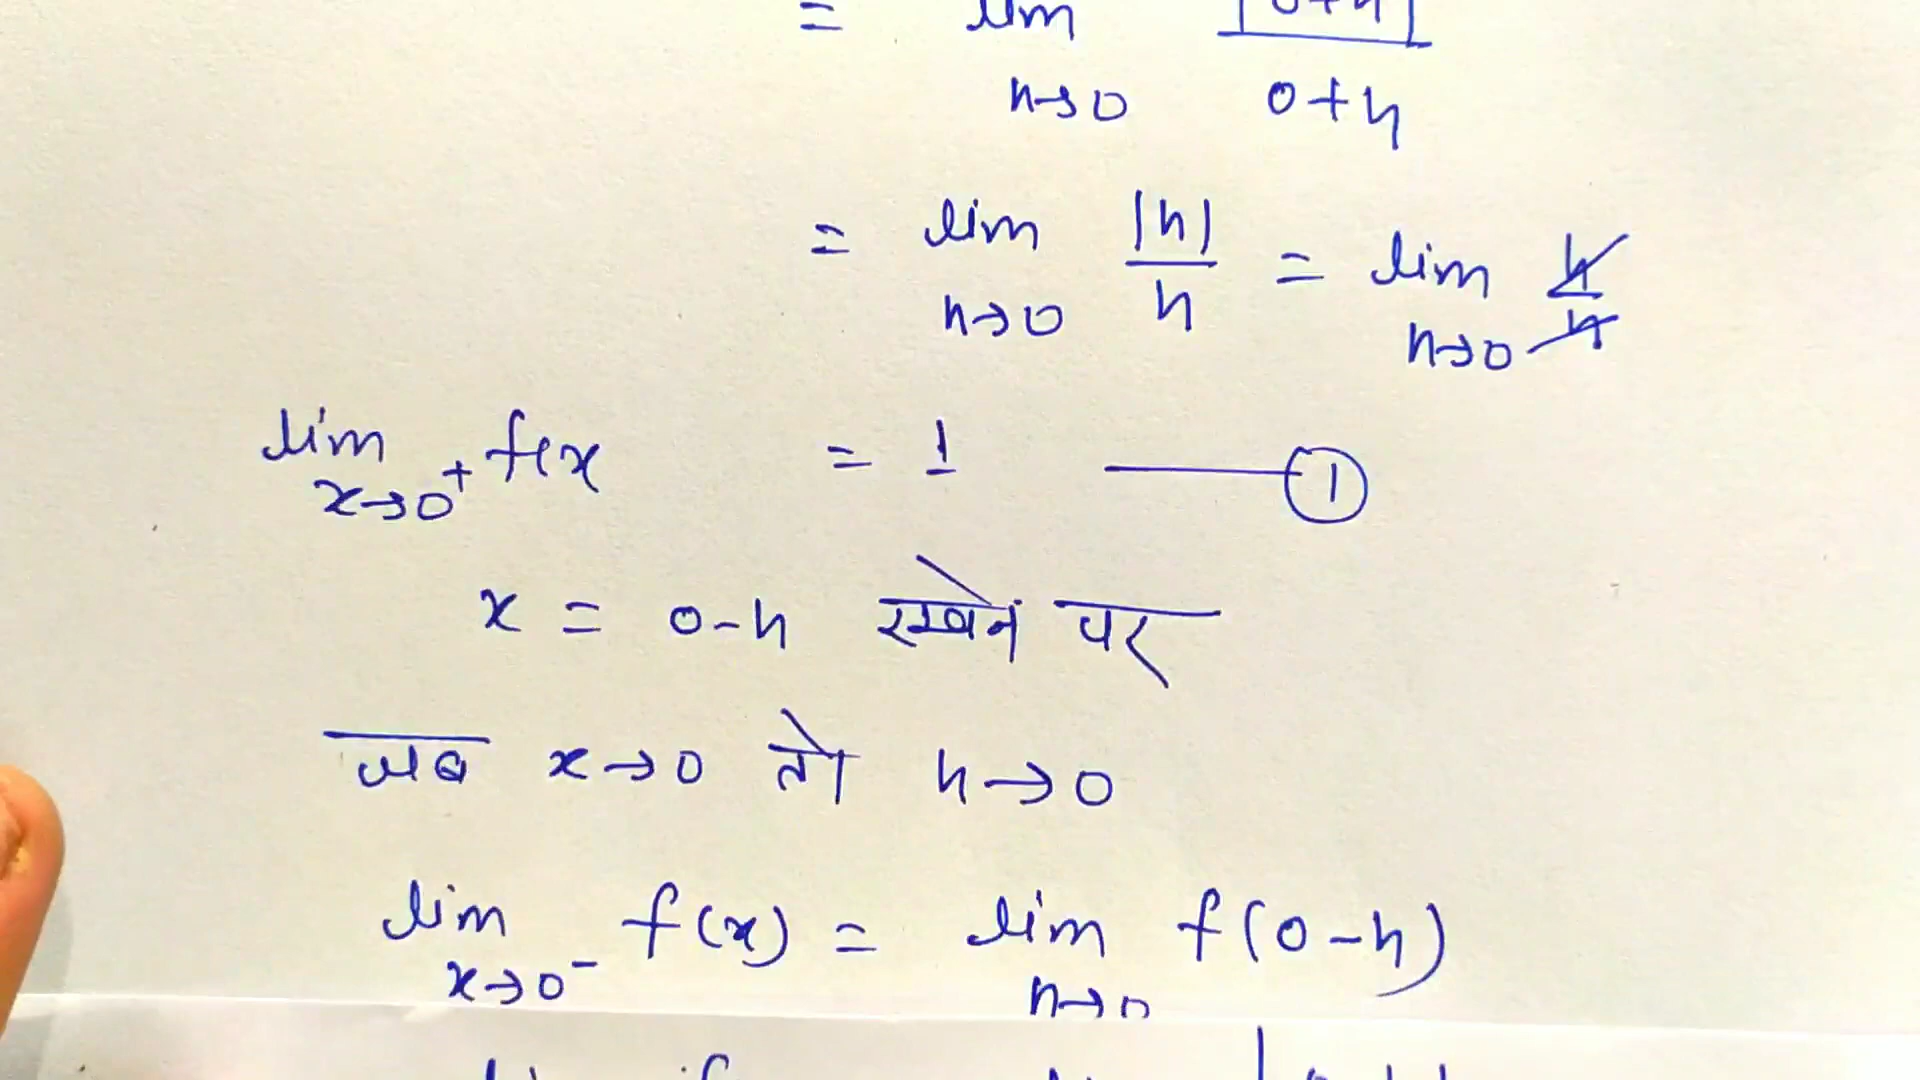 = lim |0+h|
h→0 0+h
= lim |h|/h = lim h/h
h→0 h→0
lim f(x = 1 ——— ①
x→0⁺
x = 0-h रखने पर
जब x→0 तो h→0
lim f(x) = lim f(0-h)
x→0⁻ h→0